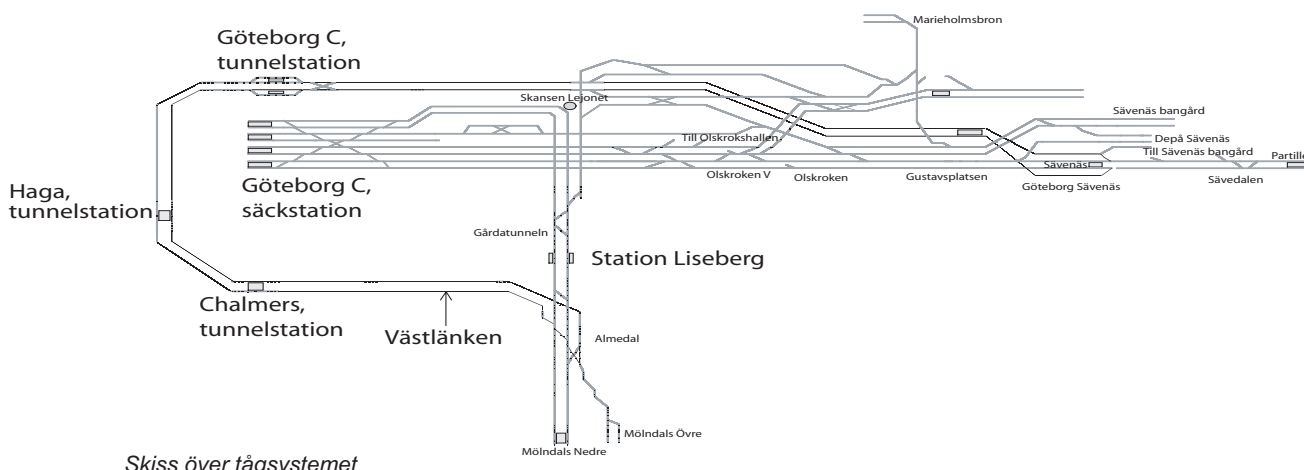 Marieholmsbron
Göteborg C,
tunnelstation
Skansen Lejonet
Sävenäs bangård
Till Olskrokshallen
Depå Sävenäs
Till Sävenäs bangård
Partille
Sävenäs
Olskroken V
Olskroken
Gustavsplatsen
Göteborg Sävenäs
Sävedalen
Göteborg C,
säckstation
Haga,
tunnelstation
Gårdatunneln
Station Liseberg
Chalmers,
tunnelstation
Västlänken
Almedal
Mölndals Övre
Mölndals Nedre
Skiss över tågsystemet